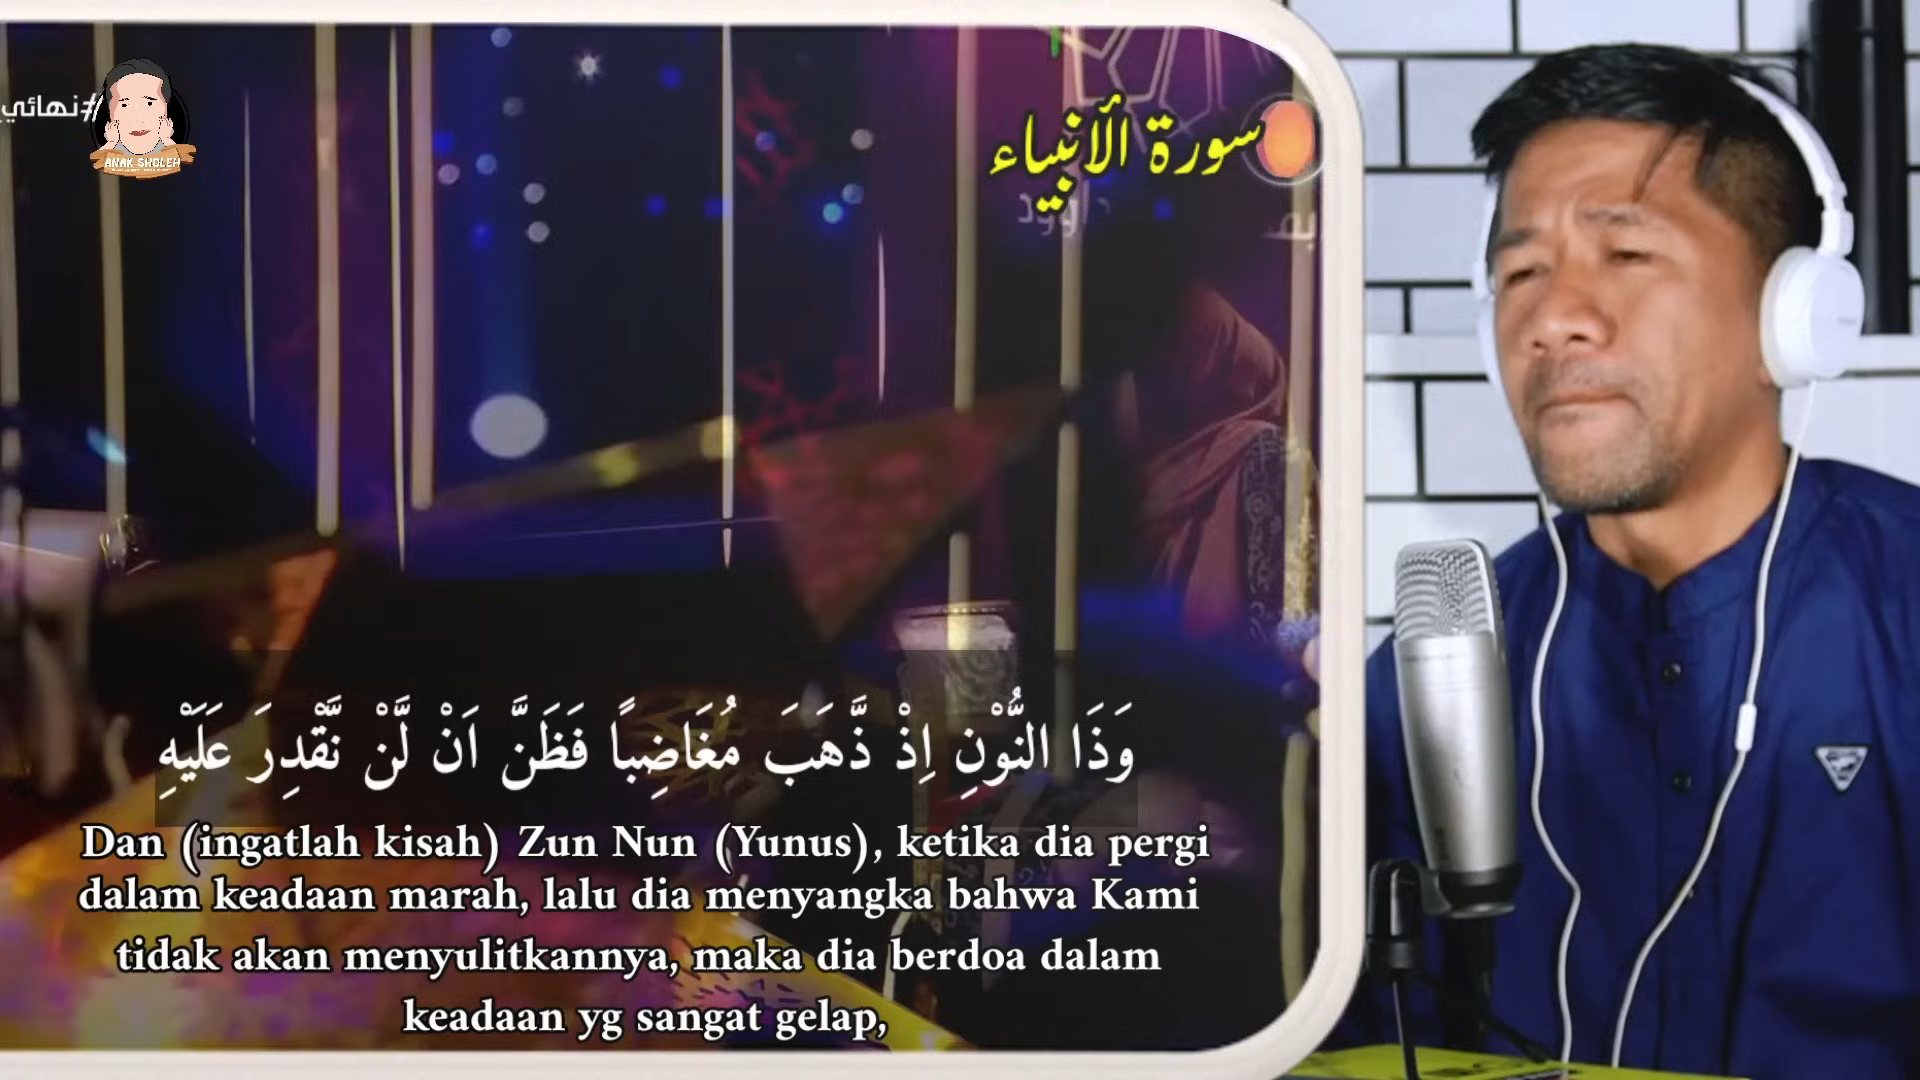 #نهائي
ANAK SHOLEH
سورة الأنبياء
وَذَا النُّوْنِ اِذْ ذَّهَبَ مُغَاضِبًا فَظَنَّ اَنْ لَّنْ نَّقْدِرَ عَلَيْهِ
Dan (ingatlah kisah) Zun Nun (Yunus), ketika dia pergi
dalam keadaan marah, lalu dia menyangka bahwa Kami
tidak akan menyulitkannya, maka dia berdoa dalam
keadaan yg sangat gelap,